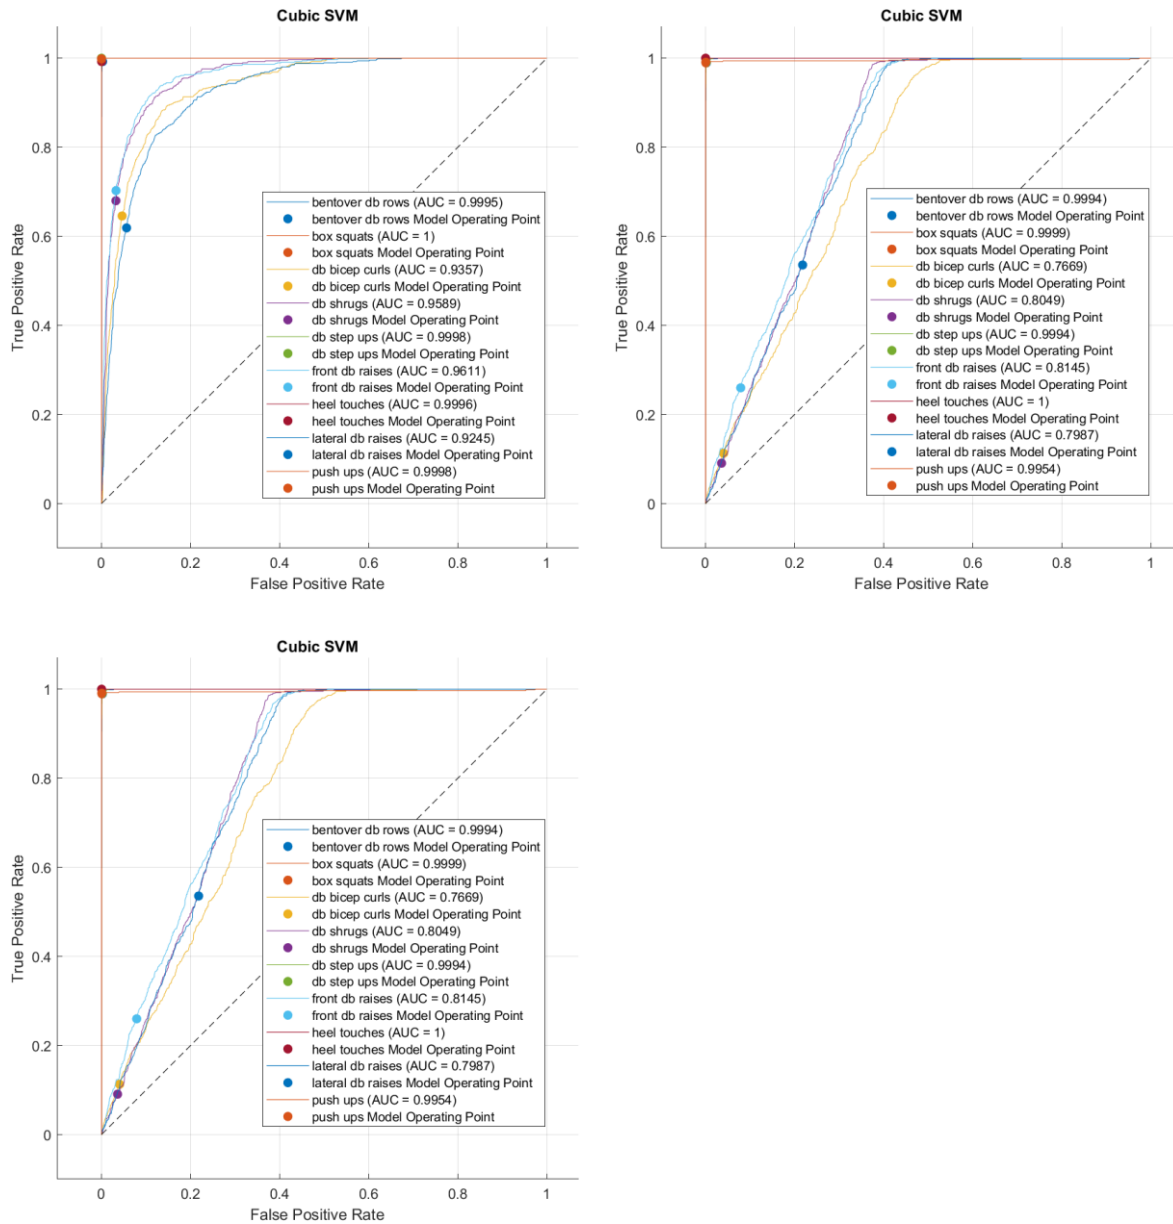 Cubic SVM
1
0.8
0.6
0.4
0.2
0
True Positive Rate
bentover db rows (AUC = 0.9995)
bentover db rows Model Operating Point
box squats (AUC = 1)
box squats Model Operating Point
db bicep curls (AUC = 0.9357)
db bicep curls Model Operating Point
db shrugs (AUC = 0.9589)
db shrugs Model Operating Point
db step ups (AUC = 0.9998)
db step ups Model Operating Point
front db raises (AUC = 0.9611)
front db raises Model Operating Point
heel touches (AUC = 0.9996)
heel touches Model Operating Point
lateral db raises (AUC = 0.9245)
lateral db raises Model Operating Point
push ups (AUC = 0.9998)
push ups Model Operating Point
0 0.2 0.4 0.6 0.8 1
False Positive Rate
Cubic SVM
1
0.8
0.6
0.4
0.2
0
True Positive Rate
bentover db rows (AUC = 0.9994)
bentover db rows Model Operating Point
box squats (AUC = 0.9999)
box squats Model Operating Point
db bicep curls (AUC = 0.7669)
db bicep curls Model Operating Point
db shrugs (AUC = 0.8049)
db shrugs Model Operating Point
db step ups (AUC = 0.9994)
db step ups Model Operating Point
front db raises (AUC = 0.8145)
front db raises Model Operating Point
heel touches (AUC = 1)
heel touches Model Operating Point
lateral db raises (AUC = 0.7987)
lateral db raises Model Operating Point
push ups (AUC = 0.9954)
push ups Model Operating Point
0 0.2 0.4 0.6 0.8 1
False Positive Rate
Cubic SVM
1
0.8
0.6
0.4
0.2
0
True Positive Rate
bentover db rows (AUC = 0.9994)
bentover db rows Model Operating Point
box squats (AUC = 0.9999)
box squats Model Operating Point
db bicep curls (AUC = 0.7669)
db bicep curls Model Operating Point
db shrugs (AUC = 0.8049)
db shrugs Model Operating Point
db step ups (AUC = 0.9994)
db step ups Model Operating Point
front db raises (AUC = 0.8145)
front db raises Model Operating Point
heel touches (AUC = 1)
heel touches Model Operating Point
lateral db raises (AUC = 0.7987)
lateral db raises Model Operating Point
push ups (AUC = 0.9954)
push ups Model Operating Point
0 0.2 0.4 0.6 0.8 1
False Positive Rate